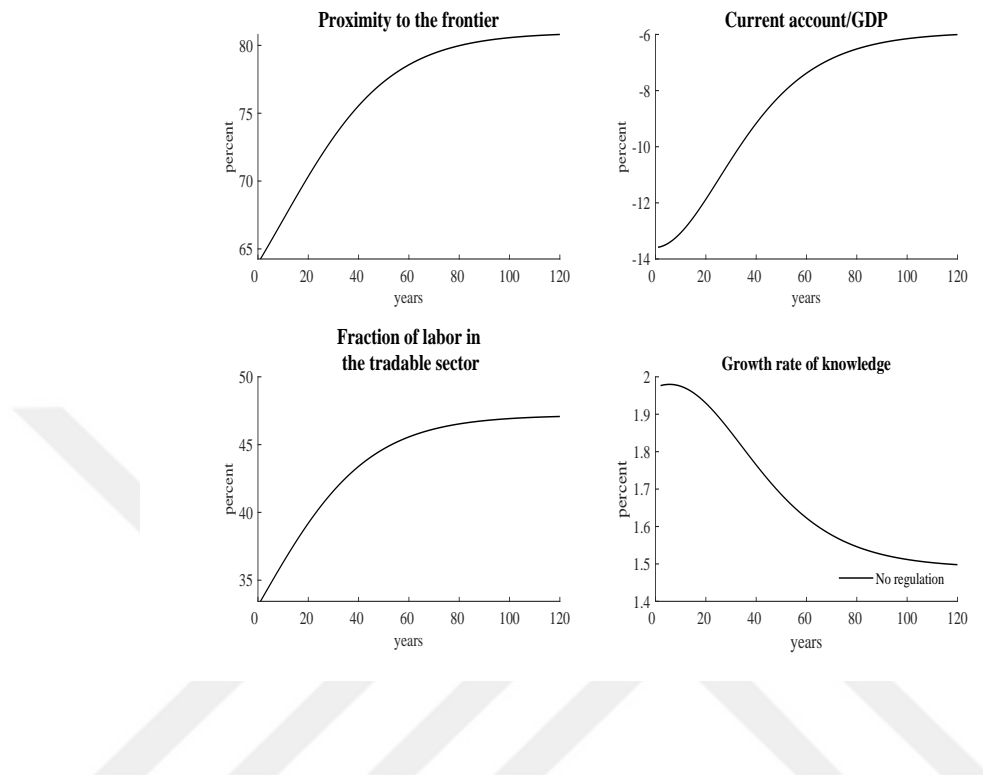 Proximity to the frontier
80
75
70
65
percent
0 20 40 60 80 100 120
years
Current account/GDP
-6
-8
-10
-12
-14
percent
0 20 40 60 80 100 120
years
Fraction of labor in
the tradable sector
50
45
40
35
percent
0 20 40 60 80 100 120
years
Growth rate of knowledge
2
1.9
1.8
1.7
1.6
1.5
1.4
percent
No regulation
0 20 40 60 80 100 120
years